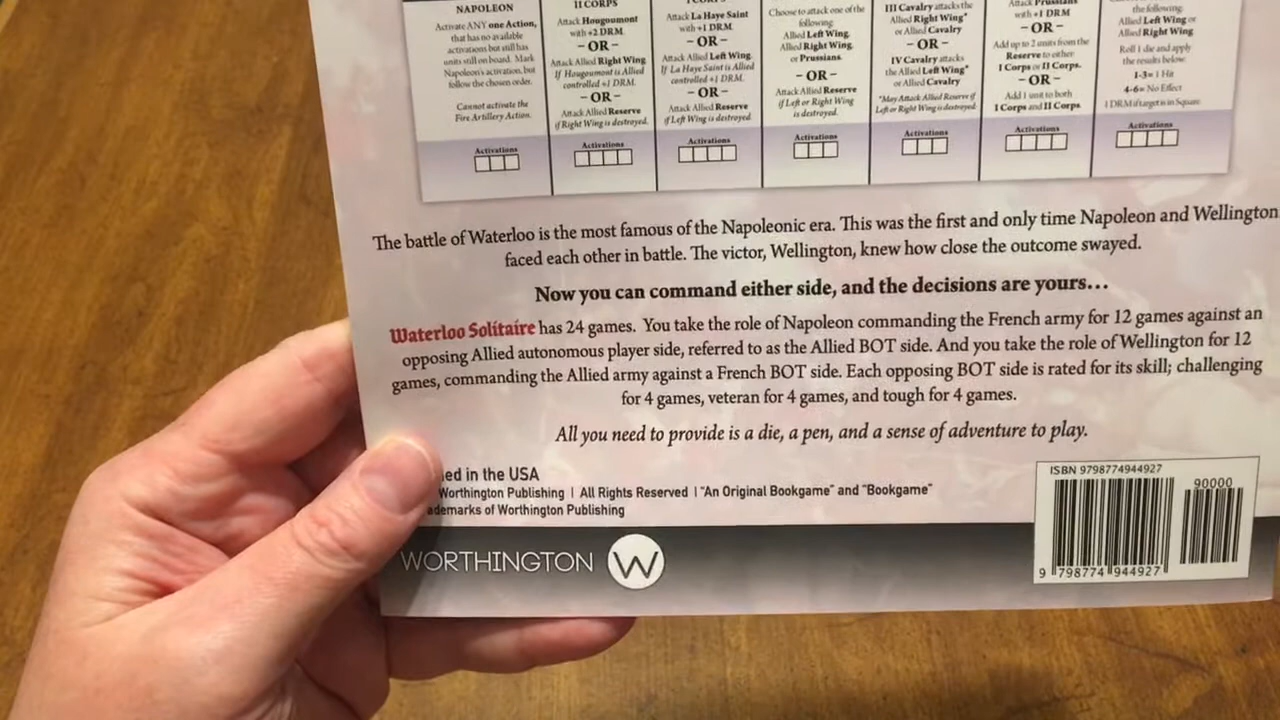 NAPOLEON
Activate ANY one Action,
that has no available
activations but still has
units still on board. Mark
Napoleon's activation, but
follow the chosen order.
Cannot activate the
Fire Artillery Action.
Activations
II CORPS
Attack Hougoumont
with +2 DRM.
- OR -
Attack Allied Right Wing
If Hougoumont is Allied
controlled +1 DRM.
- OR -
Attack Allied Reserve
if Right Wing is destroyed.
Activations
Attack La Haye Saint
with +1 DRM.
- OR -
Attack Allied Left Wing.
If La Haye Saint is Allied
controlled +1 DRM.
- OR -
Attack Allied Reserve
if Left Wing is destroyed.
Activations
Choose to attack one of the
following:
Allied Left Wing,
Allied Right Wing,
or Prussians.
- OR -
Attack Allied Reserve
if Left or Right Wing
is destroyed.
Activations
III Cavalry attacks the
Allied Right Wing*
or Allied Cavalry
- OR -
IV Cavalry attacks
the Allied Left Wing*
or Allied Cavalry
*May Attack Allied Reserve if
Left or Right Wing is destroyed.
Activations
Attack Prussians
with +1 DRM
- OR -
Add up to 2 units from the
Reserve to either
I Corps or II Corps.
- OR -
Add 1 unit to both
I Corps and II Corps.
Activations
the following:
Allied Left Wing or
Allied Right Wing
Roll 1 die and apply
the results below:
1-3= 1 Hit
4-6= No Effect
1 DRM if target is in Square
Activations
The battle of Waterloo is the most famous of the Napoleonic era. This was the first and only time Napoleon and Wellington
faced each other in battle. The victor, Wellington, knew how close the outcome swayed.
Now you can command either side, and the decisions are yours...
Waterloo Solitaire has 24 games. You take the role of Napoleon commanding the French army for 12 games against an
opposing Allied autonomous player side, referred to as the Allied BOT side. And you take the role of Wellington for 12
games, commanding the Allied army against a French BOT side. Each opposing BOT side is rated for its skill; challenging
for 4 games, veteran for 4 games, and tough for 4 games.
All you need to provide is a die, a pen, and a sense of adventure to play.
ed in the USA
Worthington Publishing | All Rights Reserved | "An Original Bookgame" and "Bookgame"
ademarks of Worthington Publishing
WORTHINGTON W
ISBN 9798774944927
90000
9 798774 944927